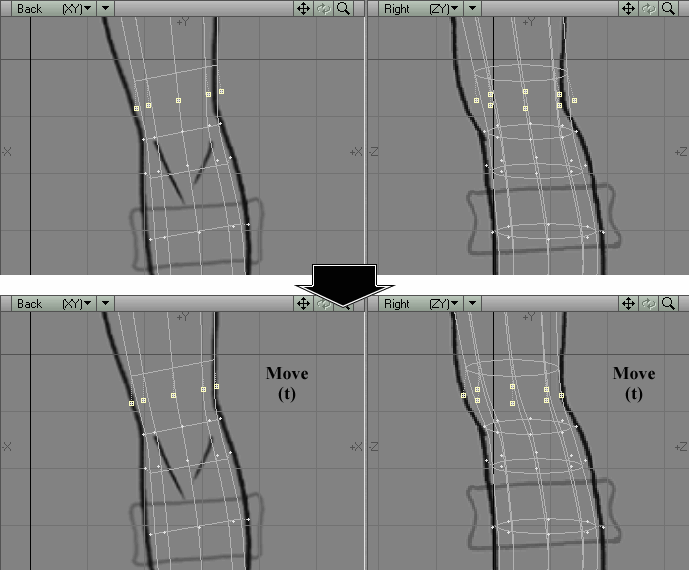 Back (XY) Right (ZY)
+Y +Y
-X +X -Z +Z
Back (XY) Right (ZY)
+Y +Y
Move Move
(t) (t)
-X +X -Z +Z